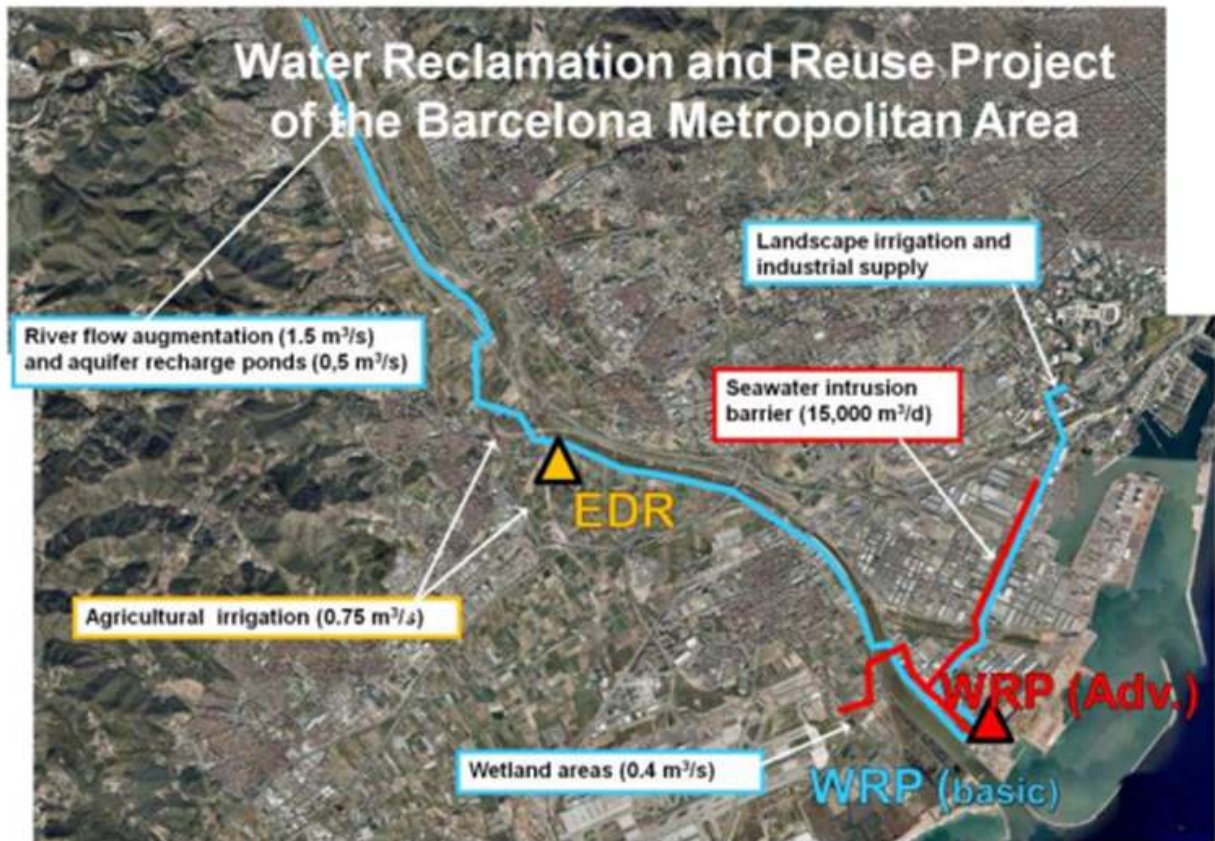 Water Reclamation and Reuse Project
of the Barcelona Metropolitan Area
Landscape irrigation and
industrial supply
River flow augmentation (1.5 m³/s)
and aquifer recharge ponds (0,5 m³/s)
Seawater intrusion
barrier (15,000 m³/d)
EDR
Agricultural irrigation (0.75 m³/s)
WRP (Adv.)
Wetland areas (0.4 m³/s)
WRP (basic)